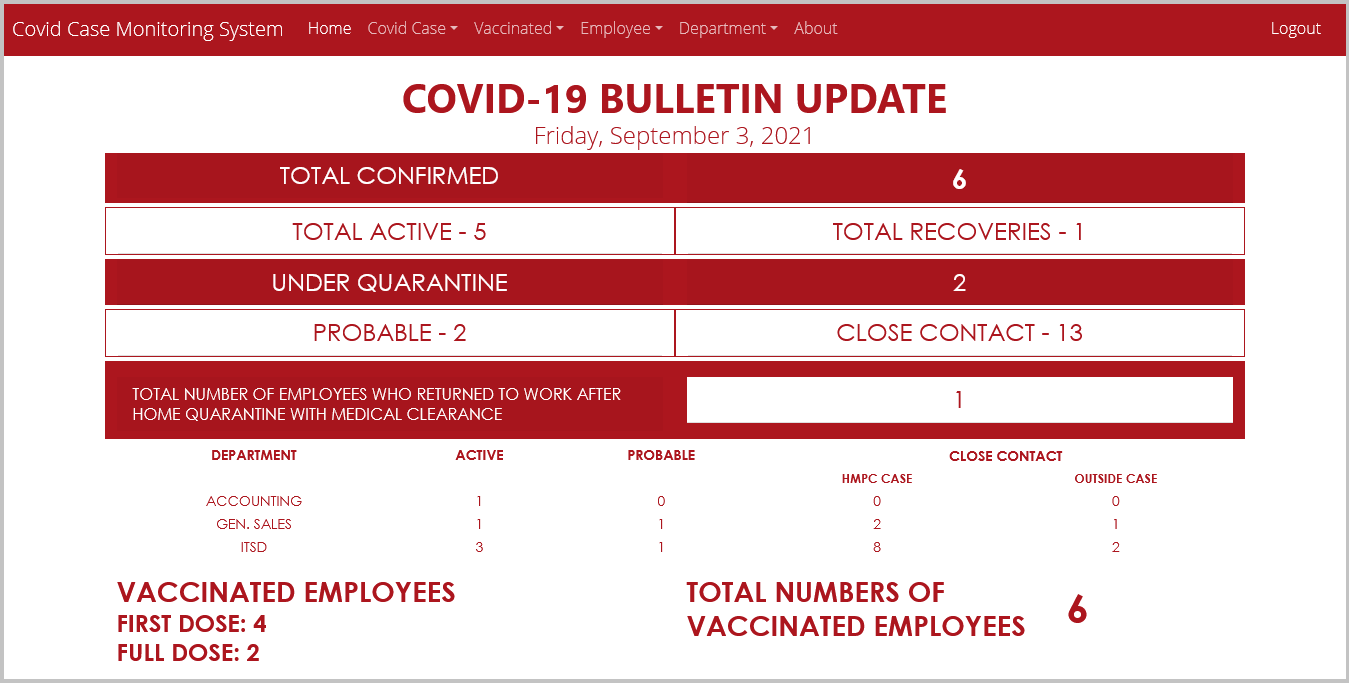 Covid Case Monitoring System Home Covid Case Vaccinated Employee Department About Logout
COVID-19 BULLETIN UPDATE
Friday, September 3, 2021
TOTAL CONFIRMED 6
TOTAL ACTIVE - 5 TOTAL RECOVERIES - 1
UNDER QUARANTINE 2
PROBABLE - 2 CLOSE CONTACT - 13
TOTAL NUMBER OF EMPLOYEES WHO RETURNED TO WORK AFTER
HOME QUARANTINE WITH MEDICAL CLEARANCE
1
DEPARTMENT ACTIVE PROBABLE CLOSE CONTACT
HMPC CASE OUTSIDE CASE
ACCOUNTING 1 0 0 0
GEN. SALES 1 1 2 1
ITSD 3 1 8 2
VACCINATED EMPLOYEES
FIRST DOSE: 4
FULL DOSE: 2
TOTAL NUMBERS OF
VACCINATED EMPLOYEES
6